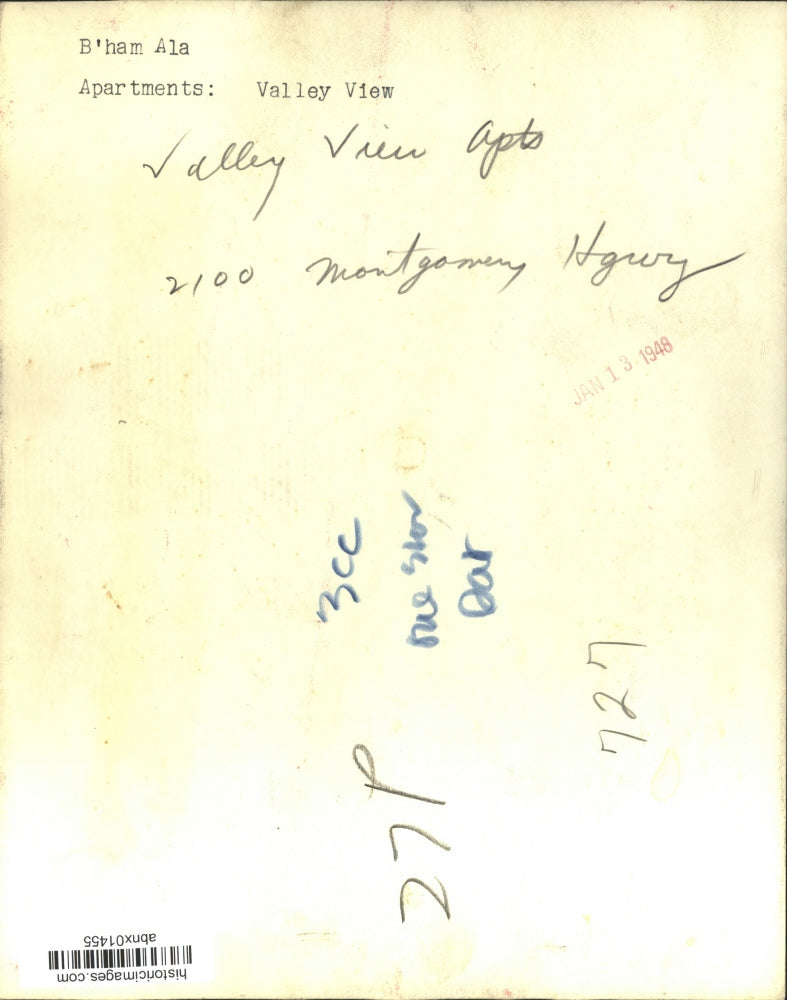 B'ham Ala
Apartments: Valley View
Valley View Apts
2100 Montgomery Hgwy
JAN 13 1948
3cc
one
27P
727
historicimages.com
abnx01455